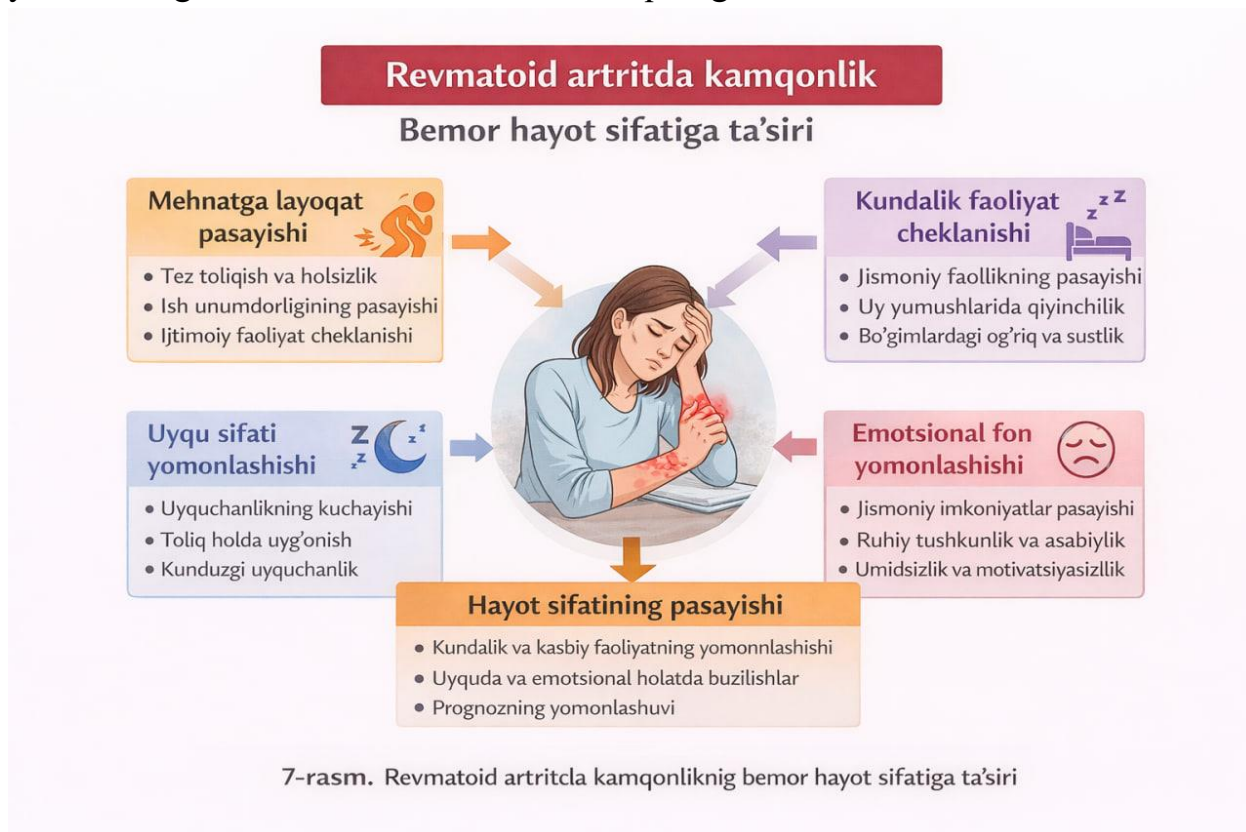 Revmatoid artritda kamqonlik
Bemor hayot sifatiga ta'siri
Mehnatga layoqat
pasayishi
• Tez toliqish va holsizlik
• Ish unumdorligining pasayishi
• Ijtimoiy faoliyat cheklanishi
Kundalik faoliyat
cheklanishi
z z Z
• Jismoniy faollikning pasayishi
• Uy yumushlarida qiyinchilik
• Bo'gimlardagi og'riq va sustlik
Uyqu sifati
yomonlashishi
Z z z z z
• Uyquchanlikning kuchayishi
• Toliq holda uyg'onish
• Kunduzgi uyquchanlik
Emotsional fon
yomonlashishi
• Jismoniy imkoniyatlar pasayishi
• Ruhiy tushkunlik va asabiylik
• Umidsizlik va motivatsiyasizllik
Hayot sifatining pasayishi
• Kundalik va kasbiy faoliyatning yomonnlashishi
• Uyquda va emotsional holatda buzilishlar
• Prognozning yomonlashuvi
7-rasm. Revmatoid artritcla kamqonliknig bemor hayot sifatiga ta'siri